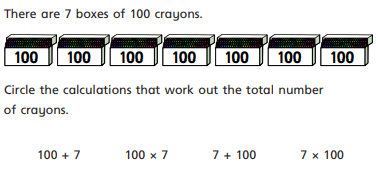 There are 7 boxes of 100 crayons.
100 100 100 100 100 100 100
Circle the calculations that work out the total number
of crayons.
100 + 7 100 × 7 7 + 100 7 × 100